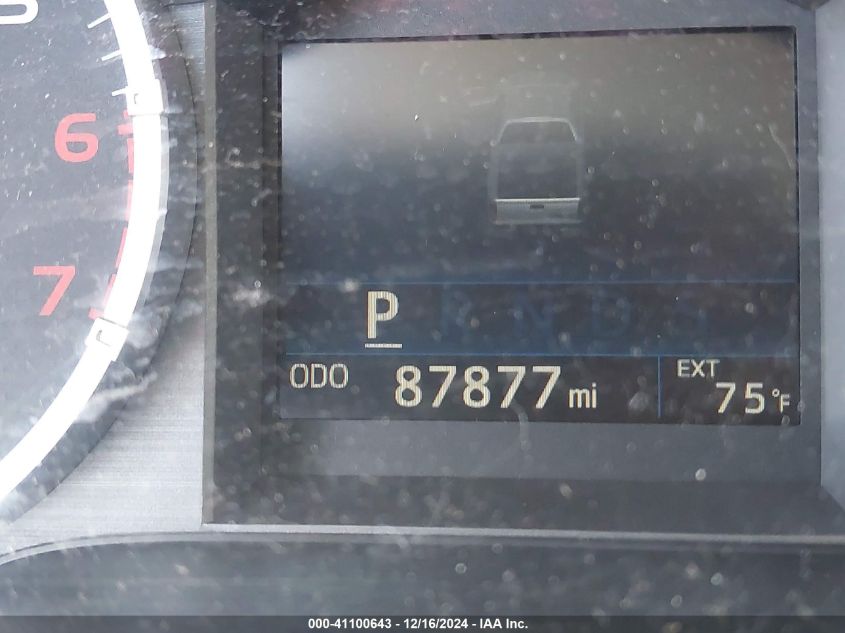 6
7
P R N D S
ODO 87877 mi
EXT
75°F
000-41100643 - 12/16/2024 - IAA Inc.